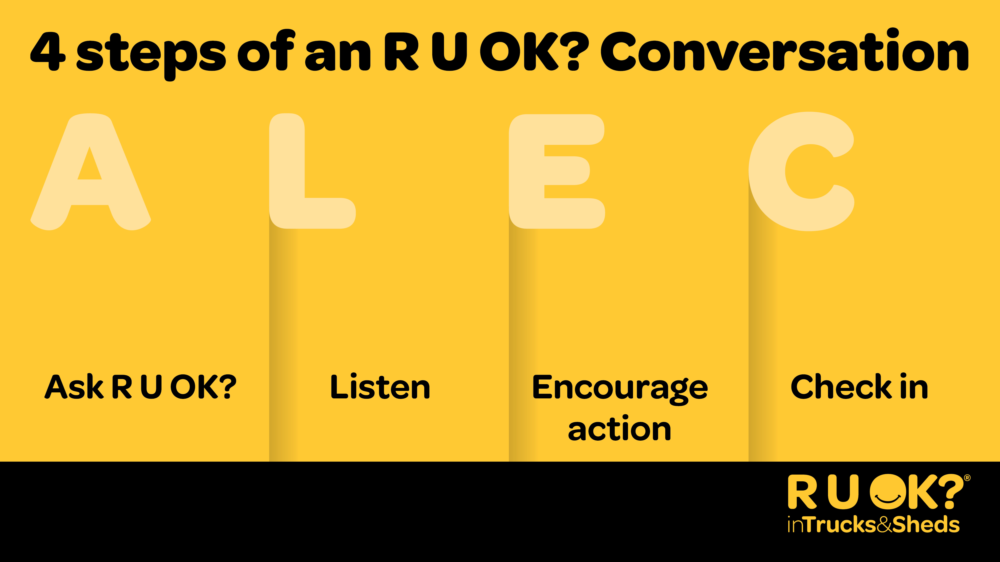 4 steps of an R U OK? Conversation
A L E C
Ask R U OK? Listen Encourage action Check in
R U OK?®
inTrucks&Sheds